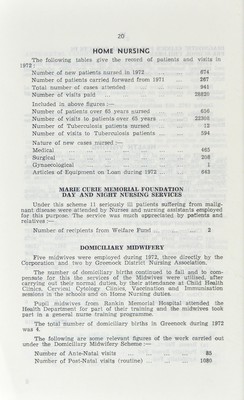 20
HOME NURSING
The following tables give the record of patients and visits in
1972 :
Number of new patients nursed in 1972 ... 674
Number of patients carried forward from 1971 267
Total number of cases attended ... 941
Number of visits paid ... 28620
Included in above figures :—
Number of patients over 65 years nursed 656
Number of visits to patients over 65 years 22305
Number of Tuberculosis patients nursed ... 12
Number of visits to Tuberculosis patients 594
Nature of new cases nursed :—
Medical ... 465
Surgical ... 208
Gynaecological ... 1
Articles of Equipment on Loan during 1972 ... 943
MARIE CURIE MEMORIAL FOUNDATION
DAY AND NIGHT NURSING SERVICES
Under this scheme 11 seriously ill patients suffering from malig-
nant disease were attended by Nurses and nursing assistants employed
for this purpose. The service was much appreciated by patients and
relatives :—
Number of recipients from Welfare Fund ... 2
DOMICILIARY MIDWIFERY
Five midwives were employed during 1972, three directly by the
Corporation and two by Greenock District Nursing Association.
The number of domiciliary births continued to fall and to com-
pensate for this the services of the Midwives were utilised, after
carrying out their normal duties, by their attendance at Child Health
Clinics, Cervical Cytology Clinics, Vaccination and Immunisation
sessions in the schools and on Home Nursing duties.
Pupil midwives from Rankin Memorial Hospital attended the
Health Department for part of their training and the midwives took
part in a general nurse training programme.
The total number of domiciliary births in Greenock during 1972
was 4.
The following are some relevant figures of the work carried out
under the Domiciliary Midwifery Scheme :—
Number of Ante-Natal visits ... 85
Number of Post-Natal visits (routine) ... 1080